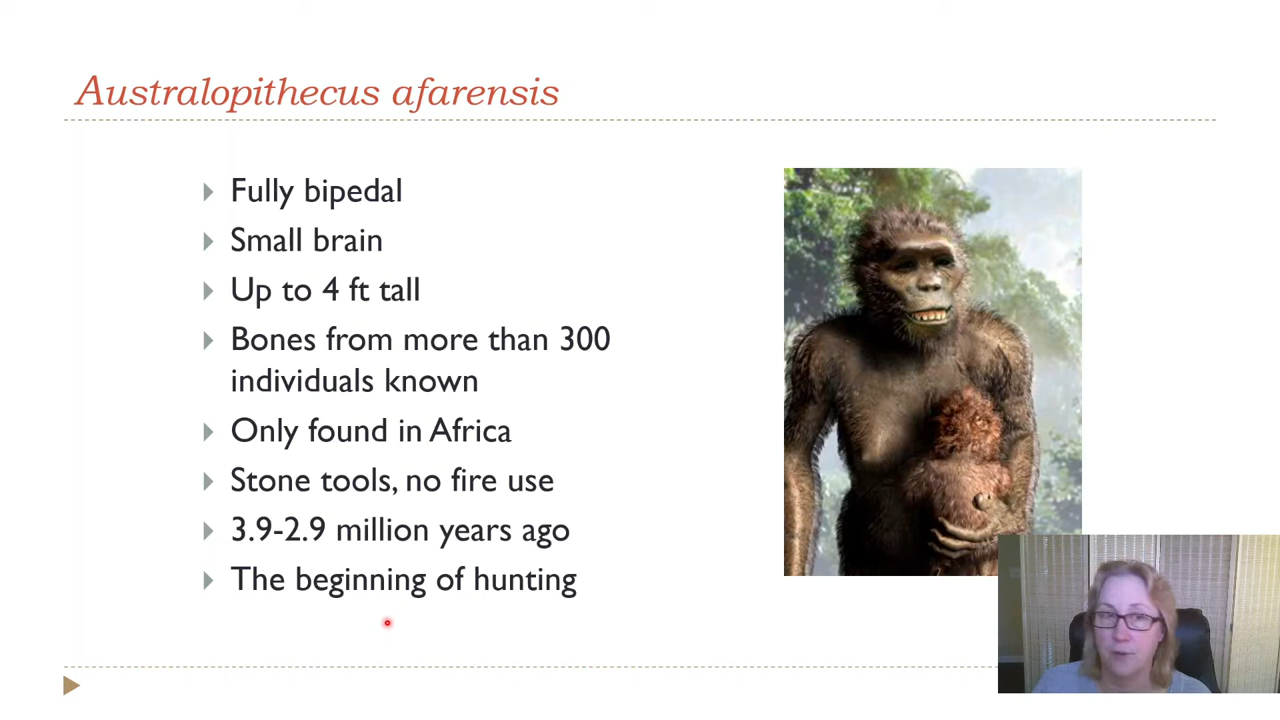 Australopithecus afarensis
Fully bipedal
Small brain
Up to 4 ft tall
Bones from more than 300
individuals known
Only found in Africa
Stone tools, no fire use
3.9-2.9 million years ago
The beginning of hunting